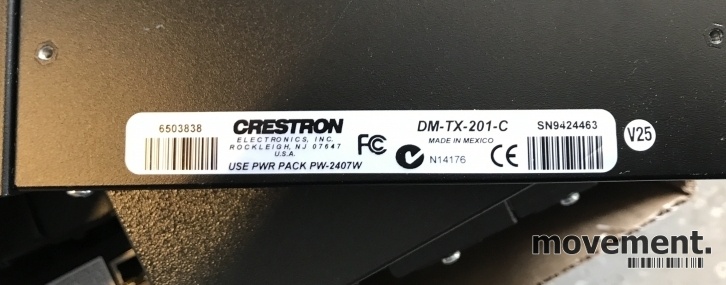 6503838
CRESTRON
ELECTRONICS, INC.
ROCKLEIGH, NJ 07647
U.S.A.
USE PWR PACK PW-2407W
FC
DM-TX-201-C
MADE IN MEXICO
N14176
CE
SN9424463
V25
movement.